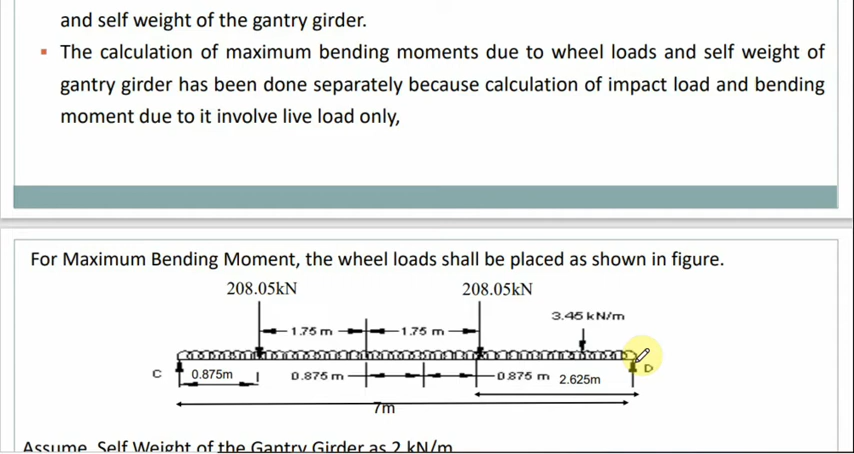 and self weight of the gantry girder.
▪ The calculation of maximum bending moments due to wheel loads and self weight of
gantry girder has been done separately because calculation of impact load and bending
moment due to it involve live load only,
For Maximum Bending Moment, the wheel loads shall be placed as shown in figure.
208.05kN 208.05kN
3.45 kN/m
1.75 m 1.75 m
C 0.875m 0.875 m 0.875 m 2.625m D
7m
Assume Self Weight of the Gantry Girder as 2 kN/m